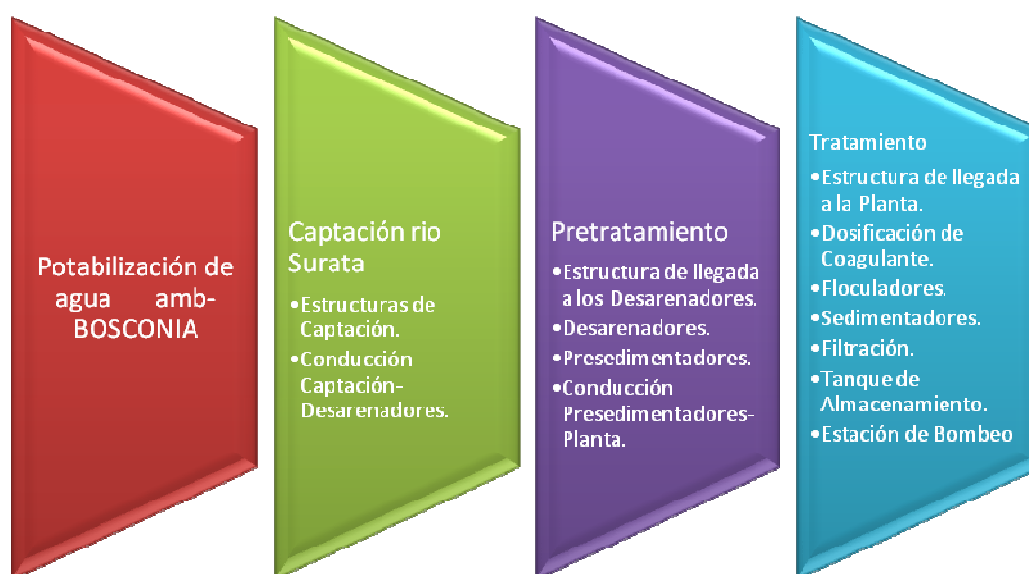 Potabilización de
agua amb-
BOSCONIA
Captación rio
Surata
•Estructuras de
Captación.
•Conducción
Captación-
Desarenadores.
Pretratamiento
•Estructura de llegada
a los Desarenadores.
•Desarenadores.
•Presedimentadores.
•Conducción
Presedimentadores-
Planta.
Tratamiento
•Estructura de llegada
a la Planta.
•Dosificación de
Coagulante.
•Floculadores.
•Sedimentadores.
•Filtración.
•Tanque de
Almacenamiento.
•Estación de Bombeo